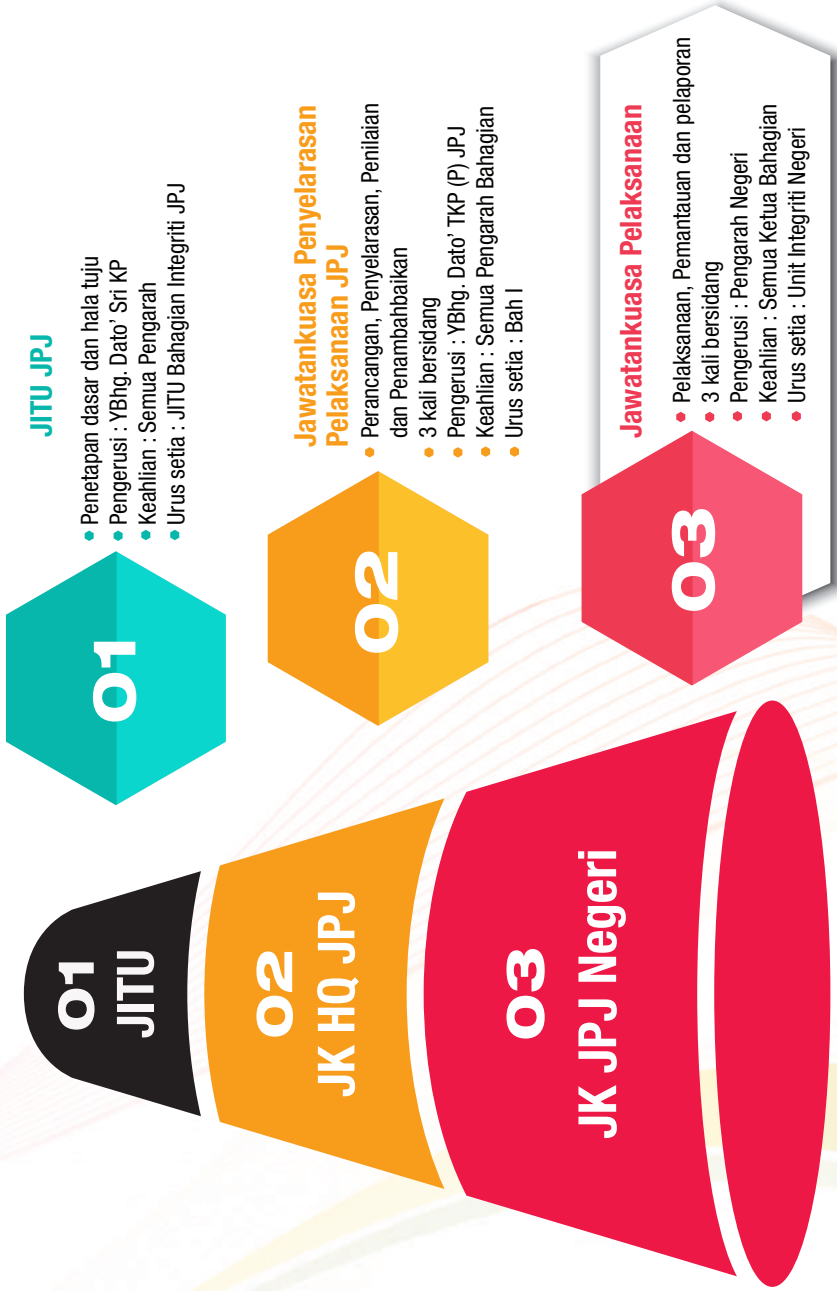 01
JITU
02
JK HQ JPJ
03
JK JPJ Negeri
01
JITU JPJ
Penetapan dasar dan hala tuju
Pengerusi : YBhg. Dato’ Sri KP
Keahlian : Semua Pengarah
Urus setia : JITU Bahagian Integriti JPJ
02
Jawatankuasa Penyelarasan
Pelaksanaan JPJ
Perancangan, Penyelarasan, Penilaian
dan Penambahbaikan
3 kali bersidang
Pengerusi : YBhg. Dato’ TKP (P) JPJ
Keahlian : Semua Pengarah Bahagian
Urus setia : Bah I
03
Jawatankuasa Pelaksanaan
Pelaksanaan, Pemantauan dan pelaporan
3 kali bersidang
Pengerusi : Pengarah Negeri
Keahlian : Semua Ketua Bahagian
Urus setia : Unit Integriti Negeri